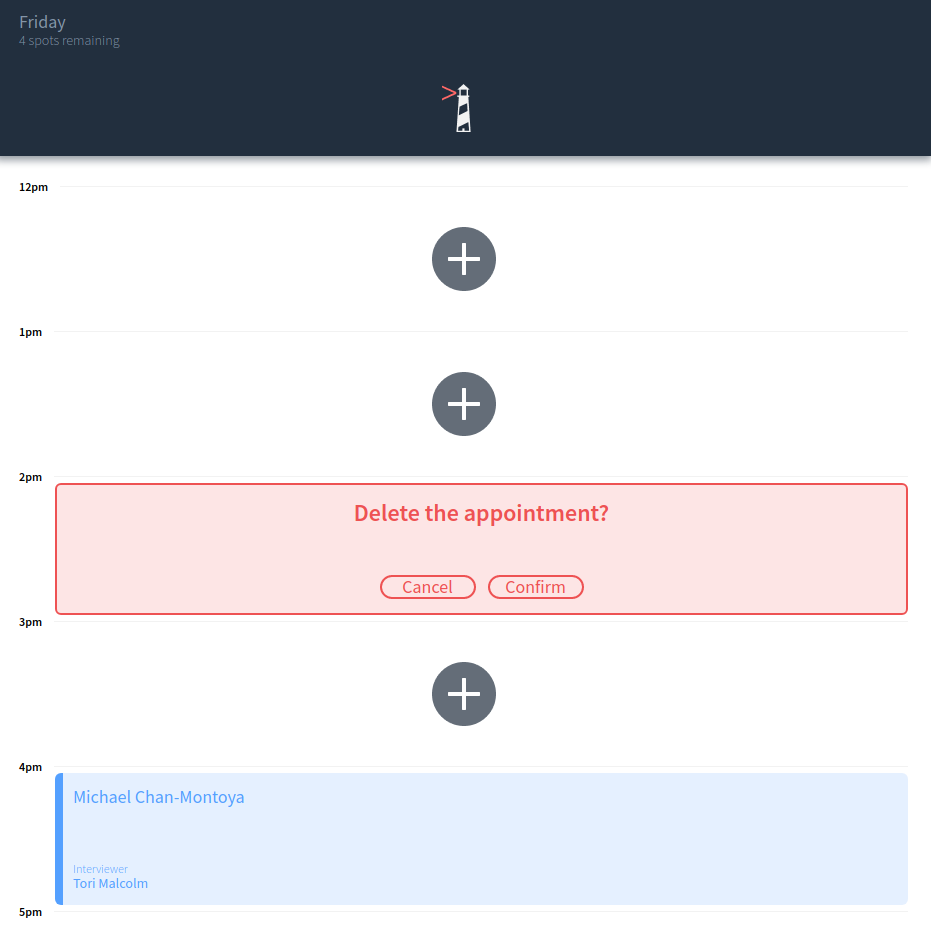 Friday
4 spots remaining
12pm
1pm
2pm
Delete the appointment?
Cancel Confirm
3pm
4pm
Michael Chan-Montoya
Interviewer
Tori Malcolm
5pm